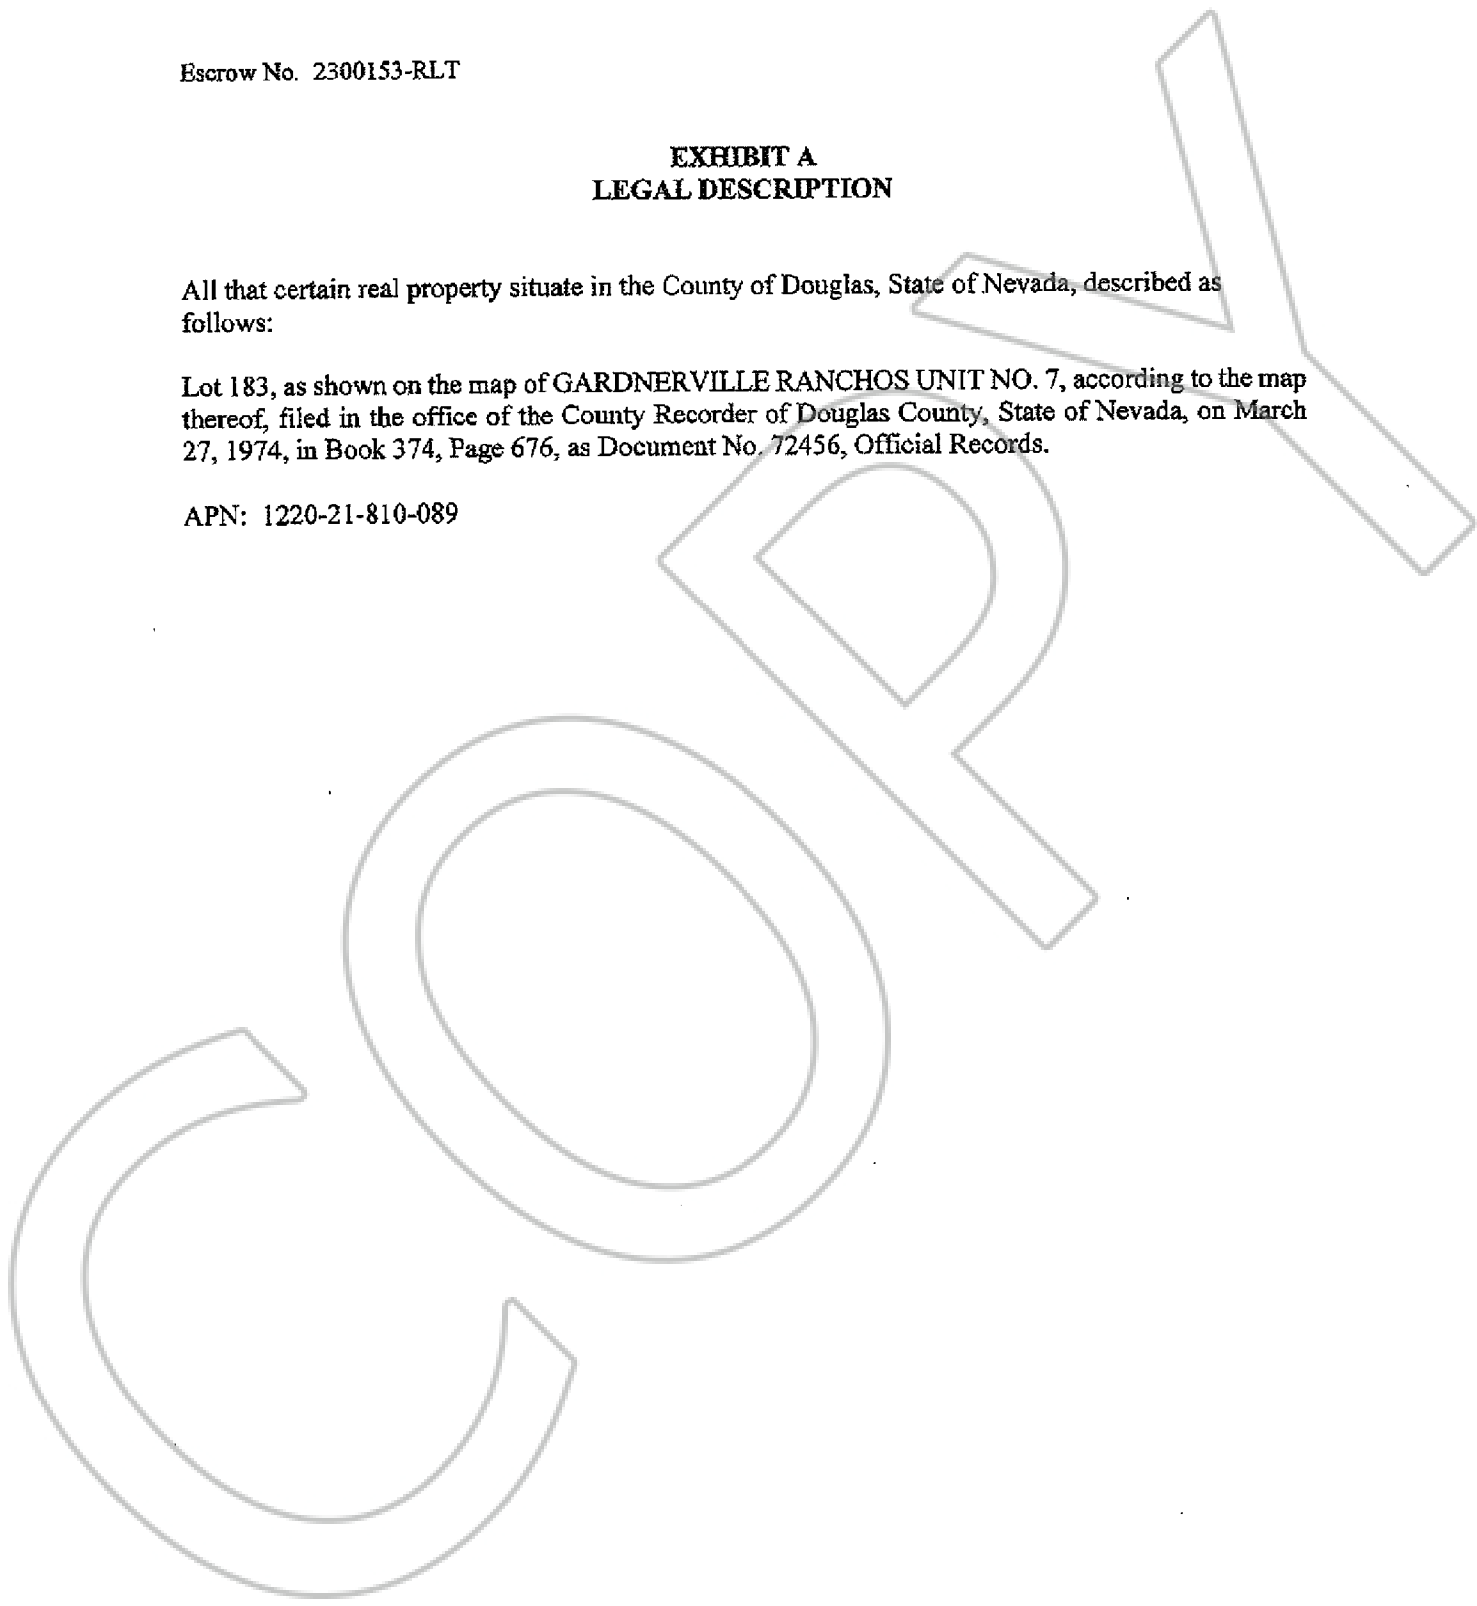 Escrow No. 2300153-RLT
EXHIBIT A
LEGAL DESCRIPTION
All that certain real property situate in the County of Douglas, State of Nevada, described as
follows:
Lot 183, as shown on the map of GARDNERVILLE RANCHOS UNIT NO. 7, according to the map
thereof, filed in the office of the County Recorder of Douglas County, State of Nevada, on March
27, 1974, in Book 374, Page 676, as Document No. 72456, Official Records.
APN: 1220-21-810-089
COPY